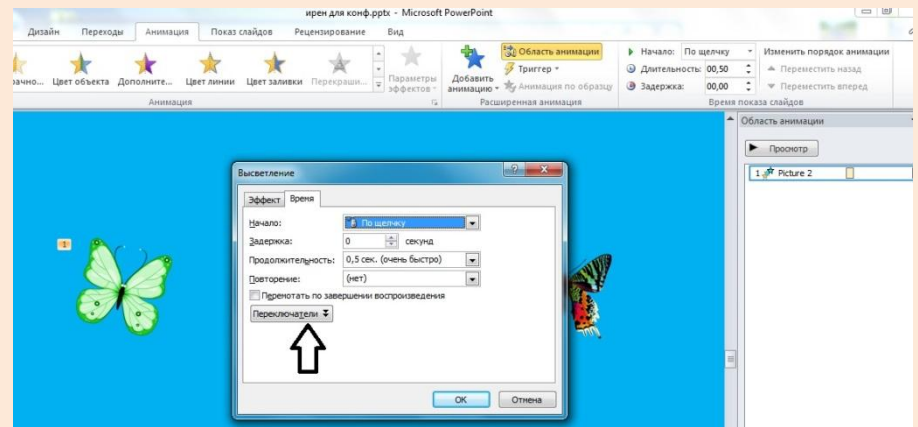 ирен для конф.pptx - Microsoft PowerPoint
Дизайн Переходы Анимация Показ слайдов Рецензирование Вид
рачно... Цвет объекта Дополните... Цвет линии Цвет заливки Перекраши...
Параметры эффектов
Добавить анимацию
Область анимации
Триггер
Анимация по образцу
Начало: По щелчку
Длительность: 00,50
Задержка: 00,00
Изменить порядок анимации
Переместить назад
Переместить вперед
Анимация Расширенная анимация Время показа слайдов
Область анимации
Просмотр
1 Picture 2
1
Высветление
Эффект Время
Начало: По щелчку
Задержка: 0 секунд
Продолжительность: 0,5 сек. (очень быстро)
Повторение: (нет)
Перемотать по завершении воспроизведения
Переключатели
ОК Отмена